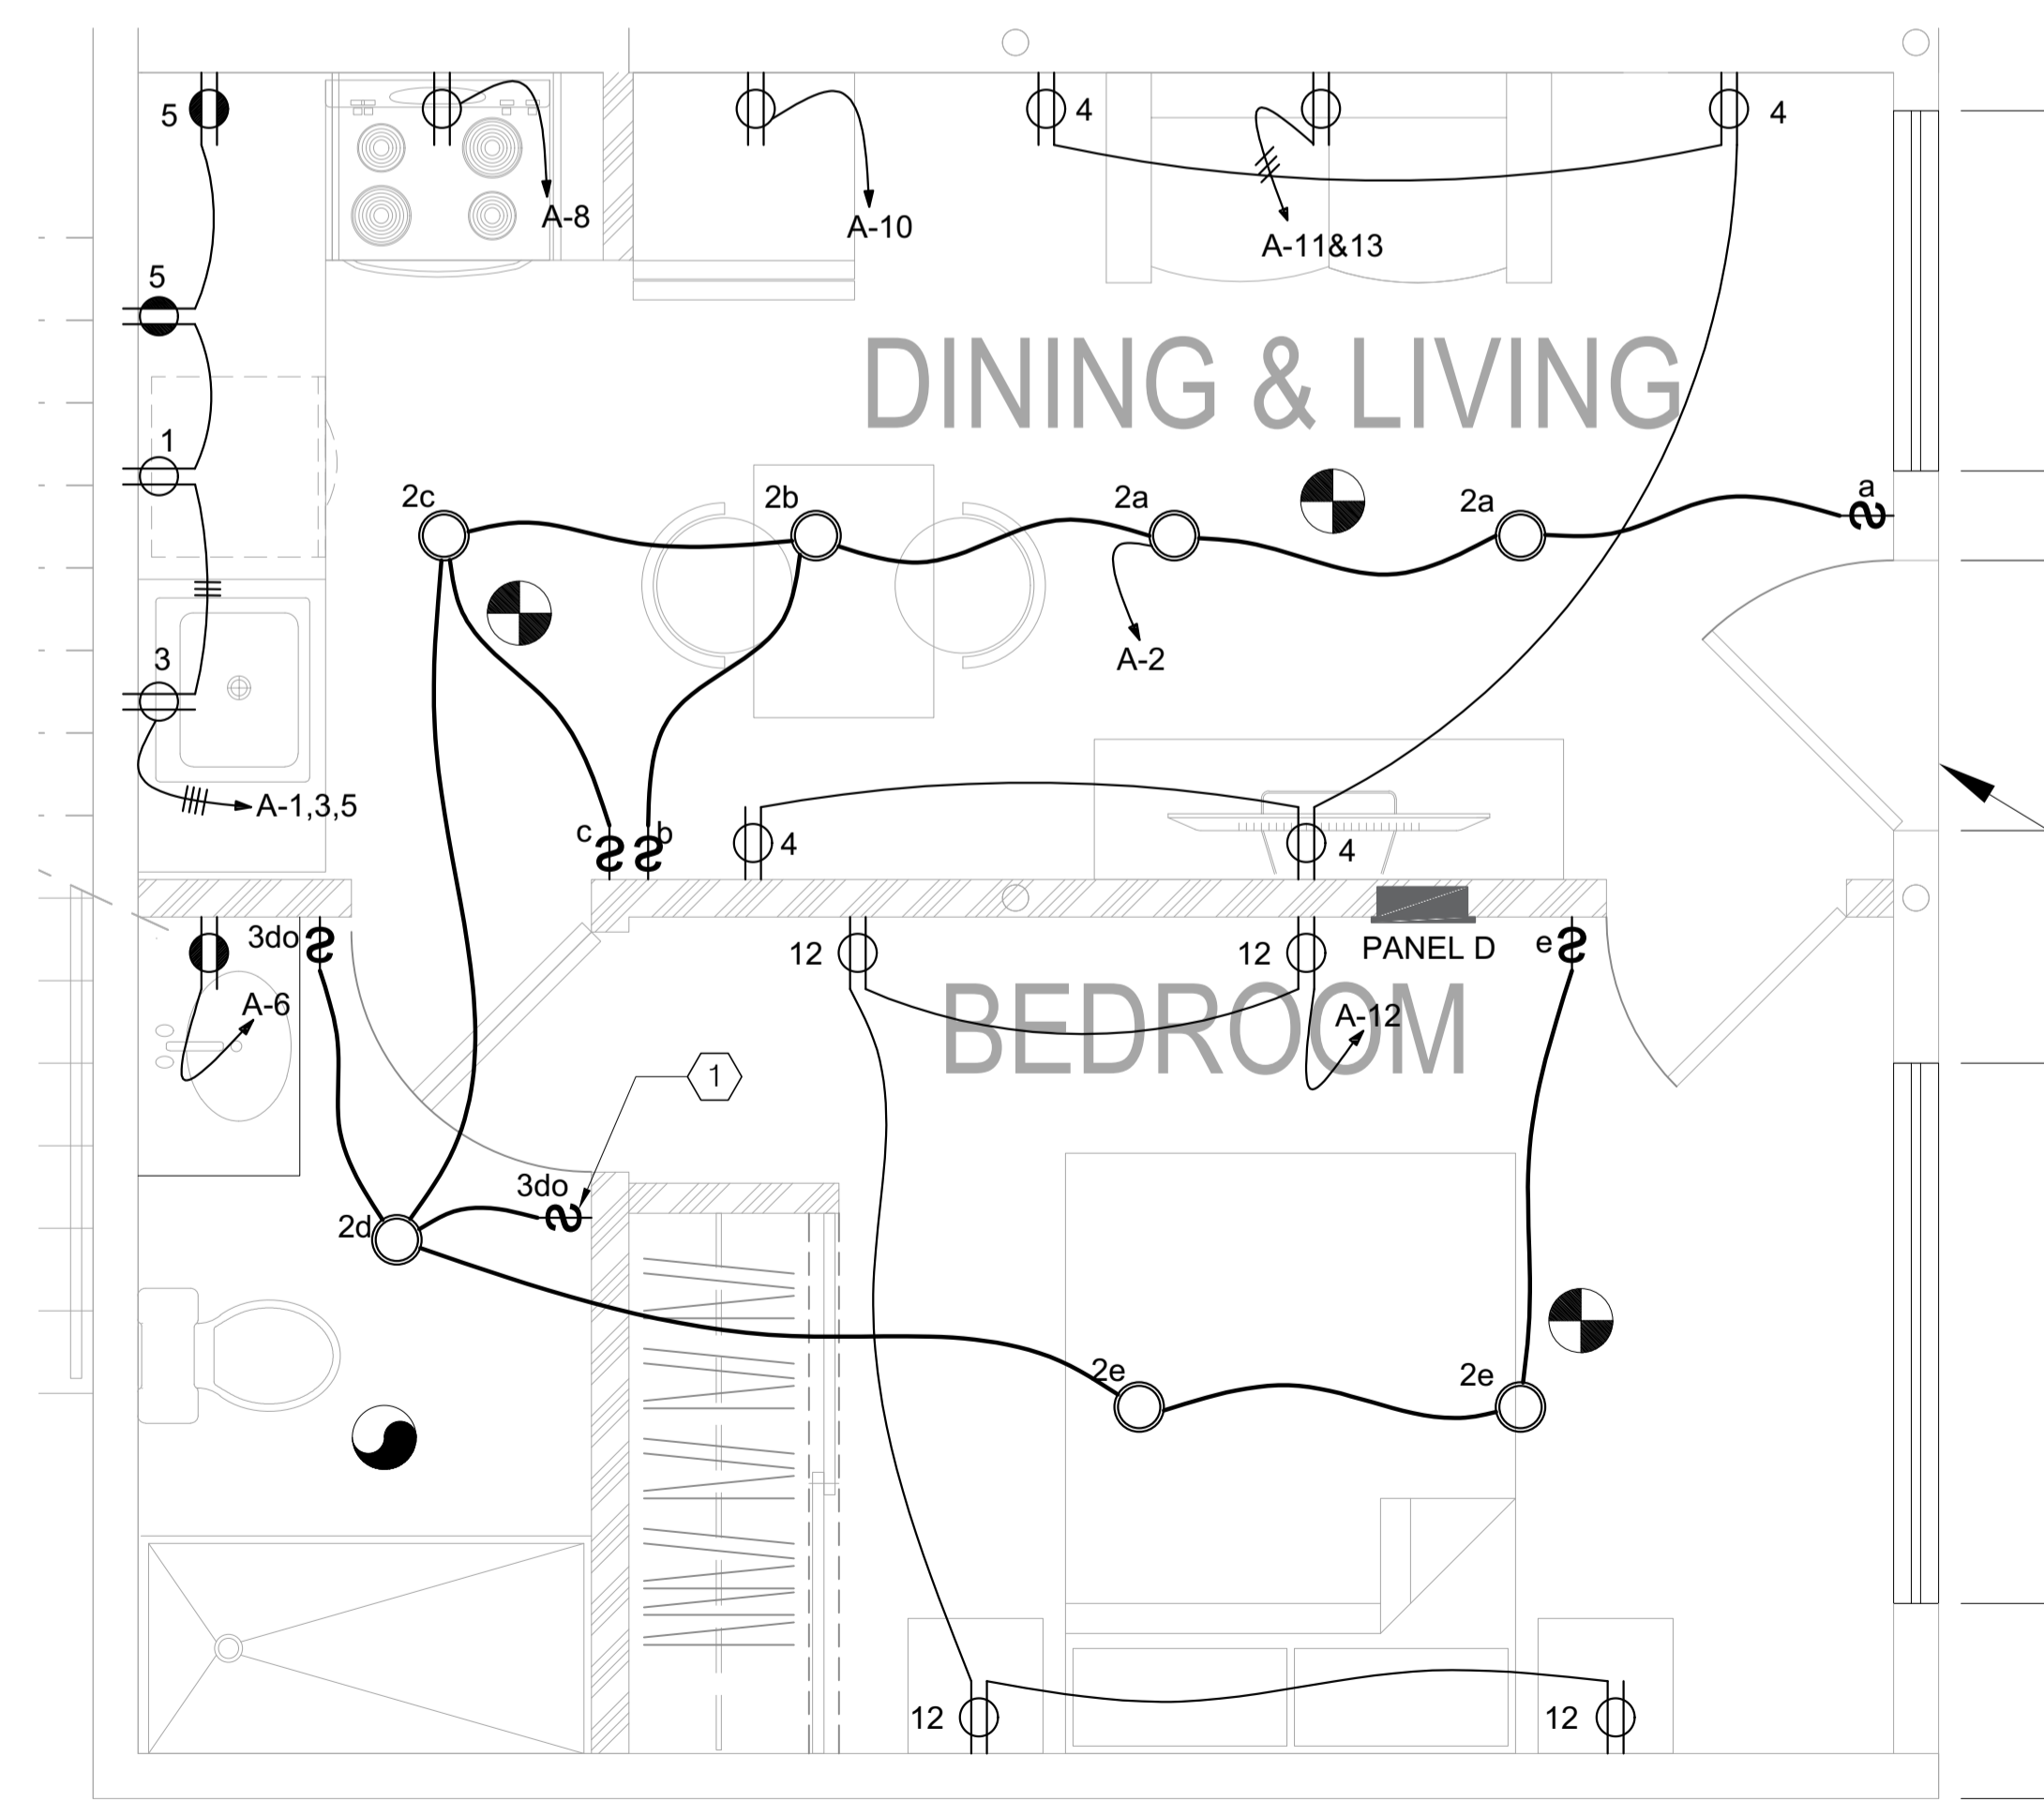 5
4
4
A-8
A-10
A-11&13
5
DINING & LIVING
1
2c
2b
2a
2a
a
3
A-2
A-1,3,5
c
b
4
4
3do
12
12
PANEL D
e
A-6
BEDROOM
A-12
1
3do
2d
2e
2e
12
12